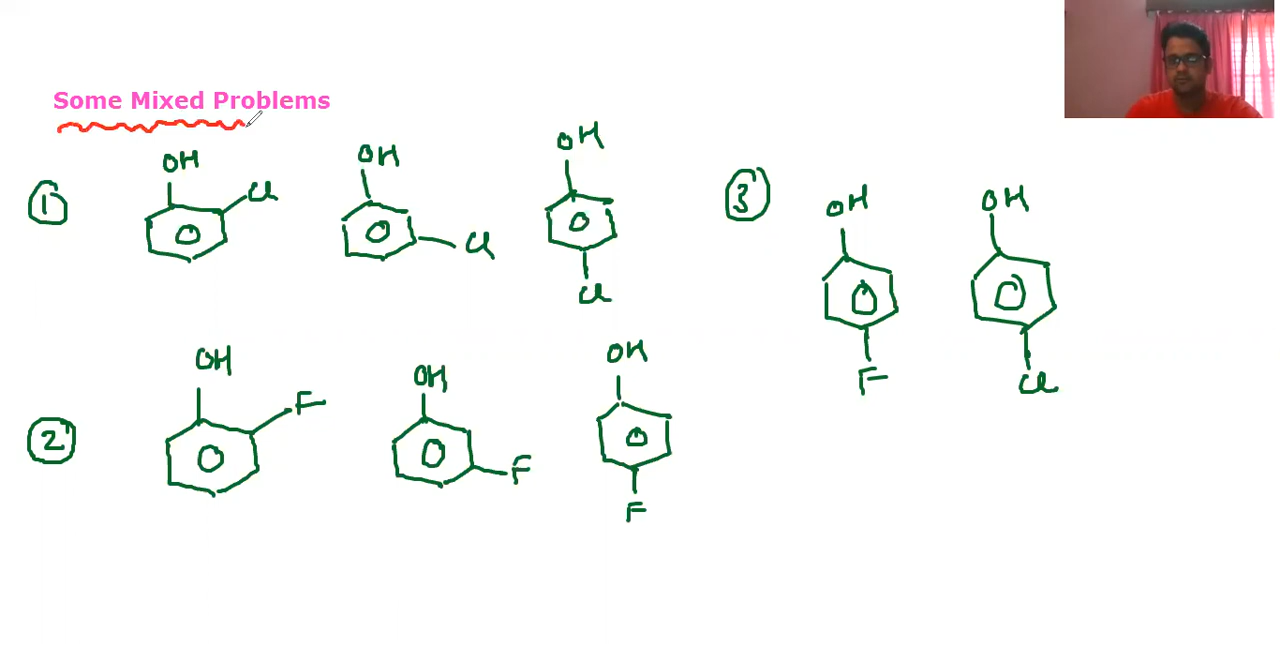 Some Mixed Problems
1 OH Cl OH Cl OH Cl
2 OH F OH F OH F
3 OH F OH Cl